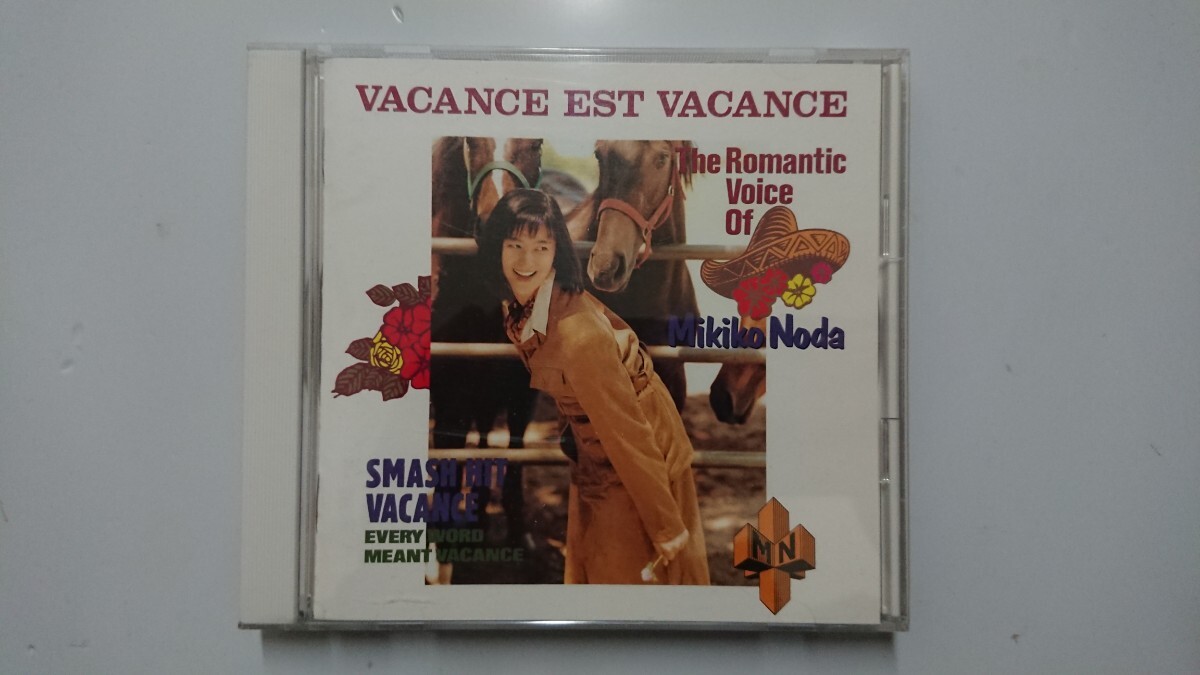 VACANCE EST VACANCE
The Romantic
Voice
Of
Mikiko Noda
SMASH HIT
VACANCE
EVERY WORD
MEANT VACANCE
MN